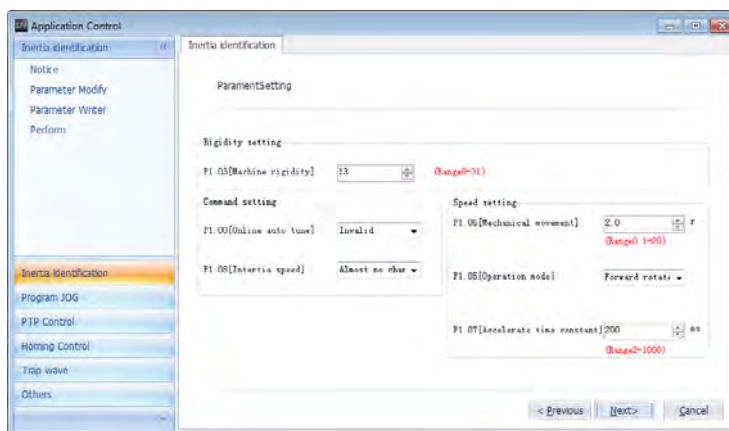 Application Control
Inertia identification
Notice
Parameter Modify
Parameter Writer
Perform
Inertia identification
Program JOG
PTP Control
Homing Control
Trap wave
Others
Inertia identification
ParamentSetting
Rigidity setting
P1.03[Machine rigidity] 13 (Range0-31)
Command setting
P1.00[Online auto tune] Invalid
P1.08[Intertia speed] Almost no char
Speed setting
P1.06[Mechanical movement] 2.0 r
(Range0.1-20)
P1.05[Operation mode] Forward rotate
P1.07[Accelerate time constant] 200 ms
(Range2-1000)
< Previous Next> Cancel